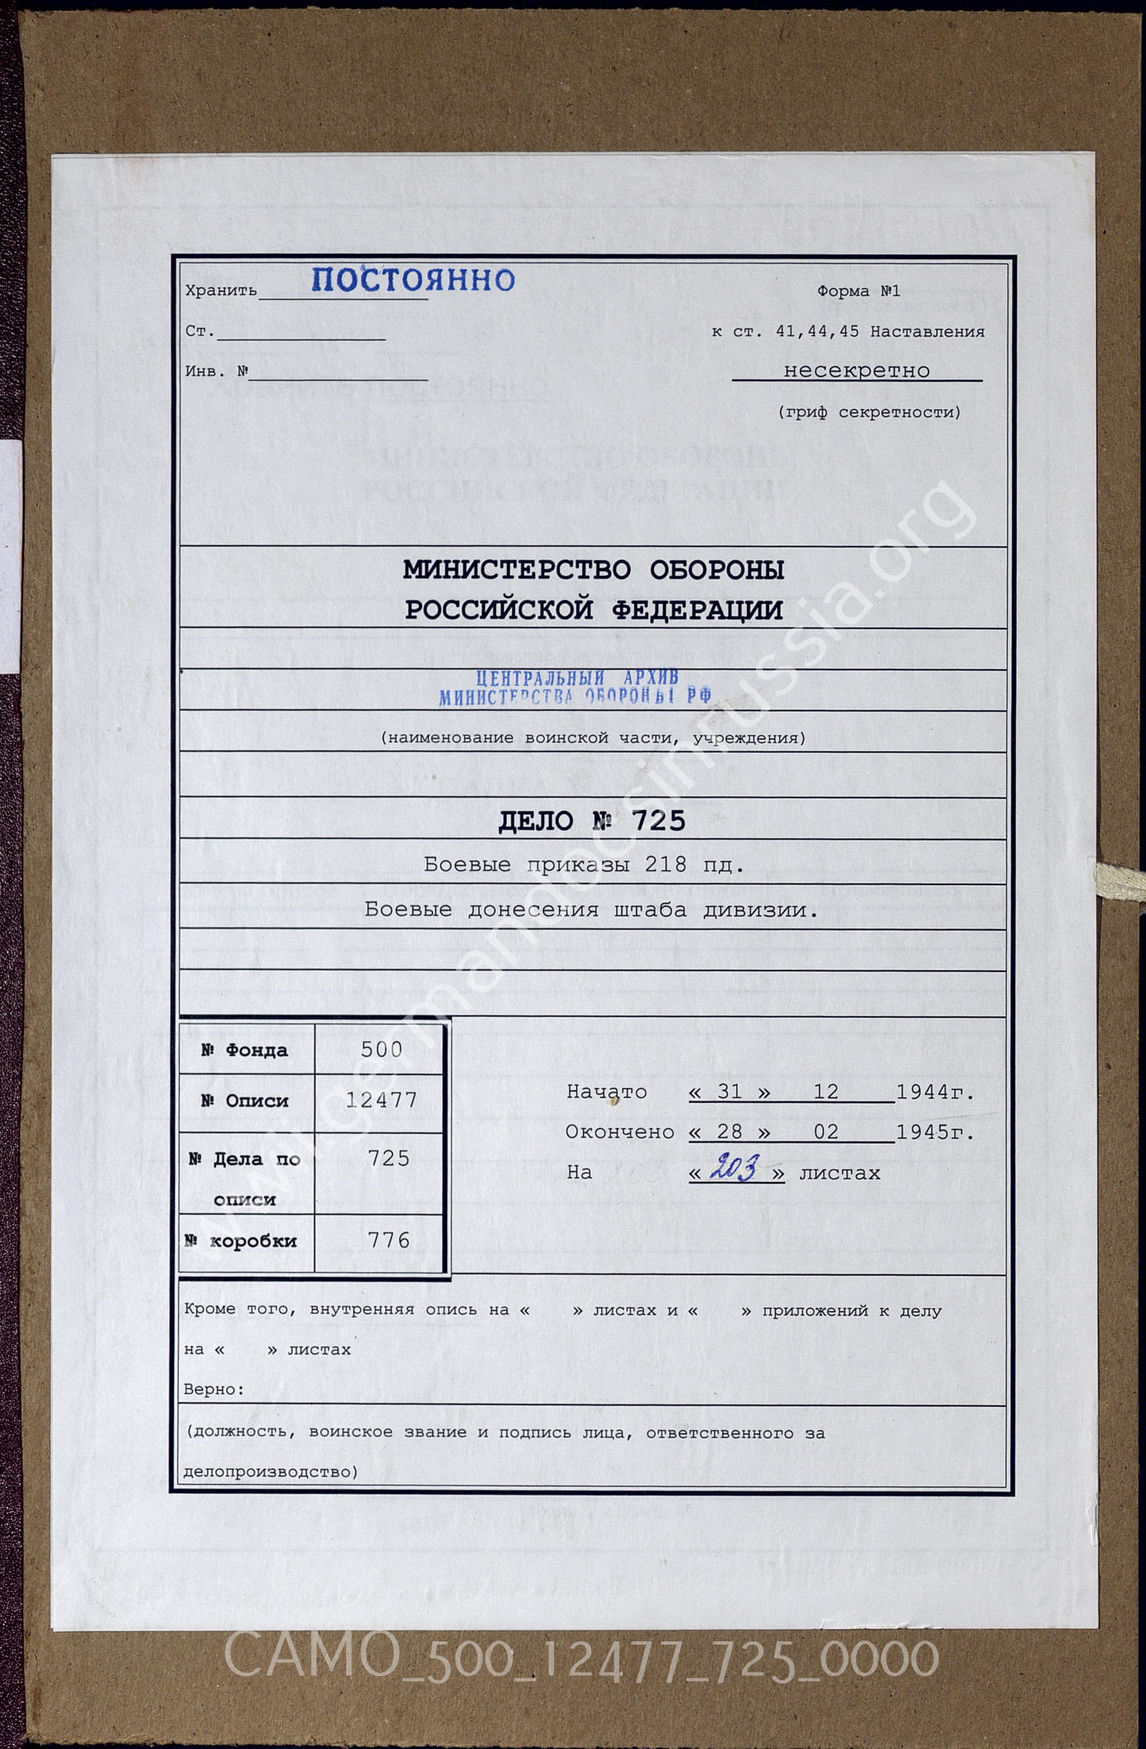 Хранить ПОСТОЯННО
Форма №1
Ст.
к ст. 41,44,45 Наставления
Инв. №
несекретно
(гриф секретности)
МИНИСТЕРСТВО ОБОРОНЫ
РОССИЙСКОЙ ФЕДЕРАЦИИ
ЦЕНТРАЛЬНЫЙ АРХИВ
МИНИСТЕРСТВА ОБОРОНЫ РФ
(наименование воинской части, учреждения)
ДЕЛО № 725
Боевые приказы 218 пд.
Боевые донесения штаба дивизии.
№ Фонда 500
№ Описи 12477
№ Дела по 725
описи
№ коробки 776
Начато « 31 » 12 1944г.
Окончено « 28 » 02 1945г.
На « 203 » листах
Кроме того, внутренняя опись на « » листах и « » приложений к делу
на « » листах
Верно:
(должность, воинское звание и подпись лица, ответственного за
делопроизводство)
www.germandocsinrussia.org
CAMO_500_12477_725_0000